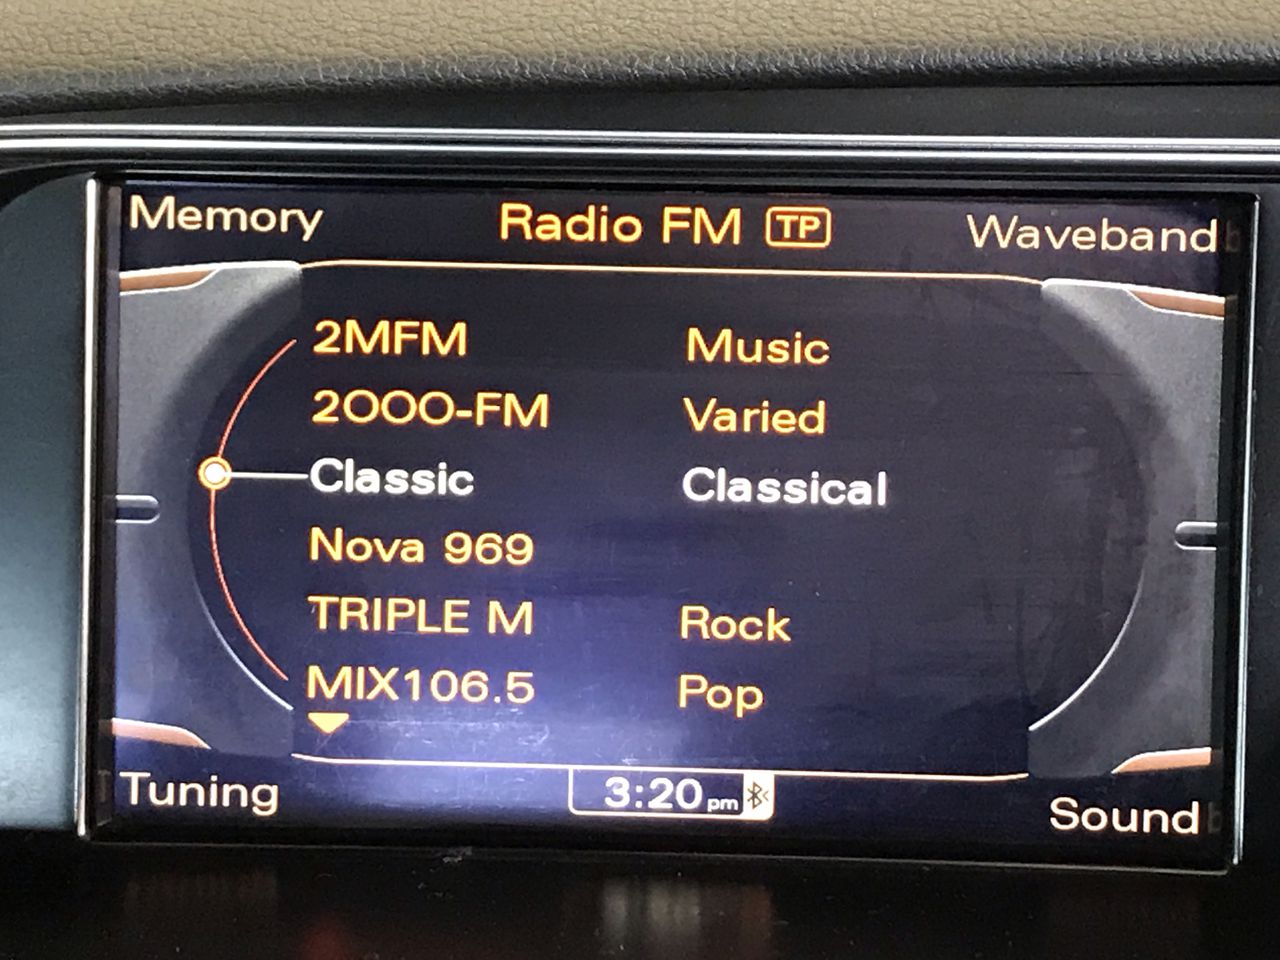 Memory Radio FM TP Waveband
2MFM Music
2000-FM Varied
Classic Classical
Nova 969
TRIPLE M Rock
MIX106.5 Pop
Tuning 3:20 pm Sound